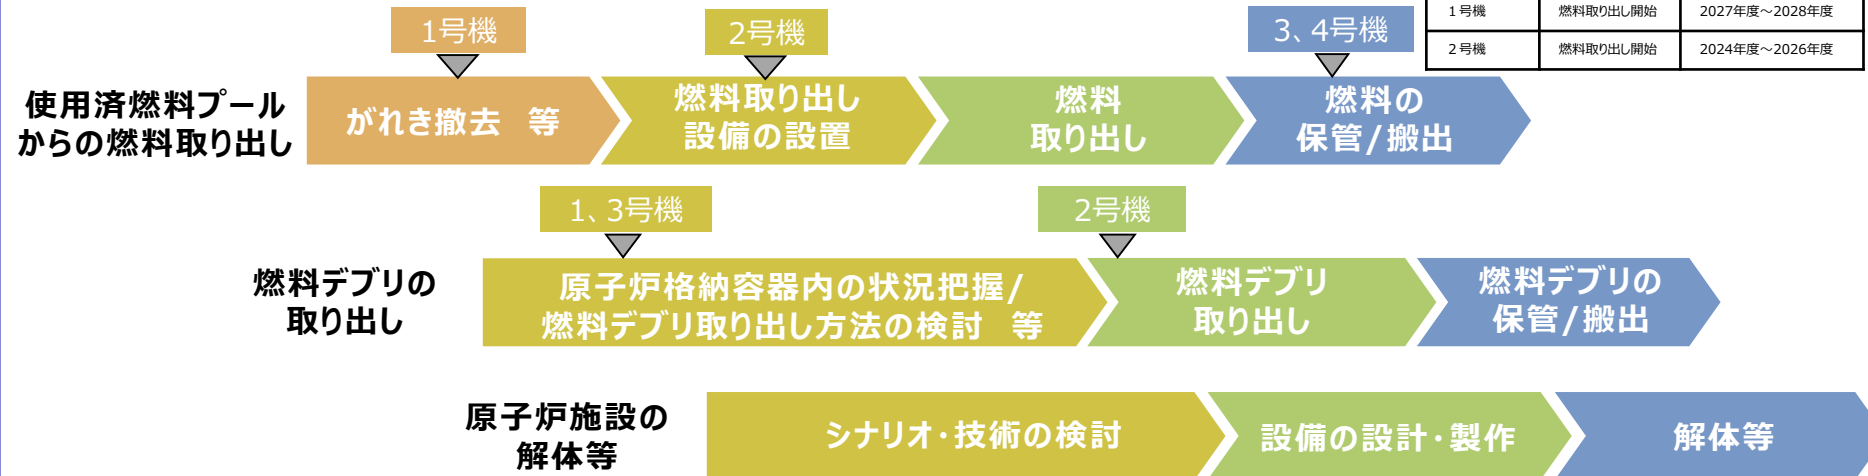 1号機
2号機
3、4号機
1号機 燃料取り出し開始 2027年度～2028年度
2号機 燃料取り出し開始 2024年度～2026年度
使用済燃料プール
からの燃料取り出し
がれき撤去 等
燃料取り出し
設備の設置
燃料
取り出し
燃料の
保管/搬出
1、3号機
2号機
燃料デブリの
取り出し
原子炉格納容器内の状況把握/
燃料デブリ取り出し方法の検討 等
燃料デブリ
取り出し
燃料デブリの
保管/搬出
原子炉施設の
解体等
シナリオ・技術の検討
設備の設計・製作
解体等